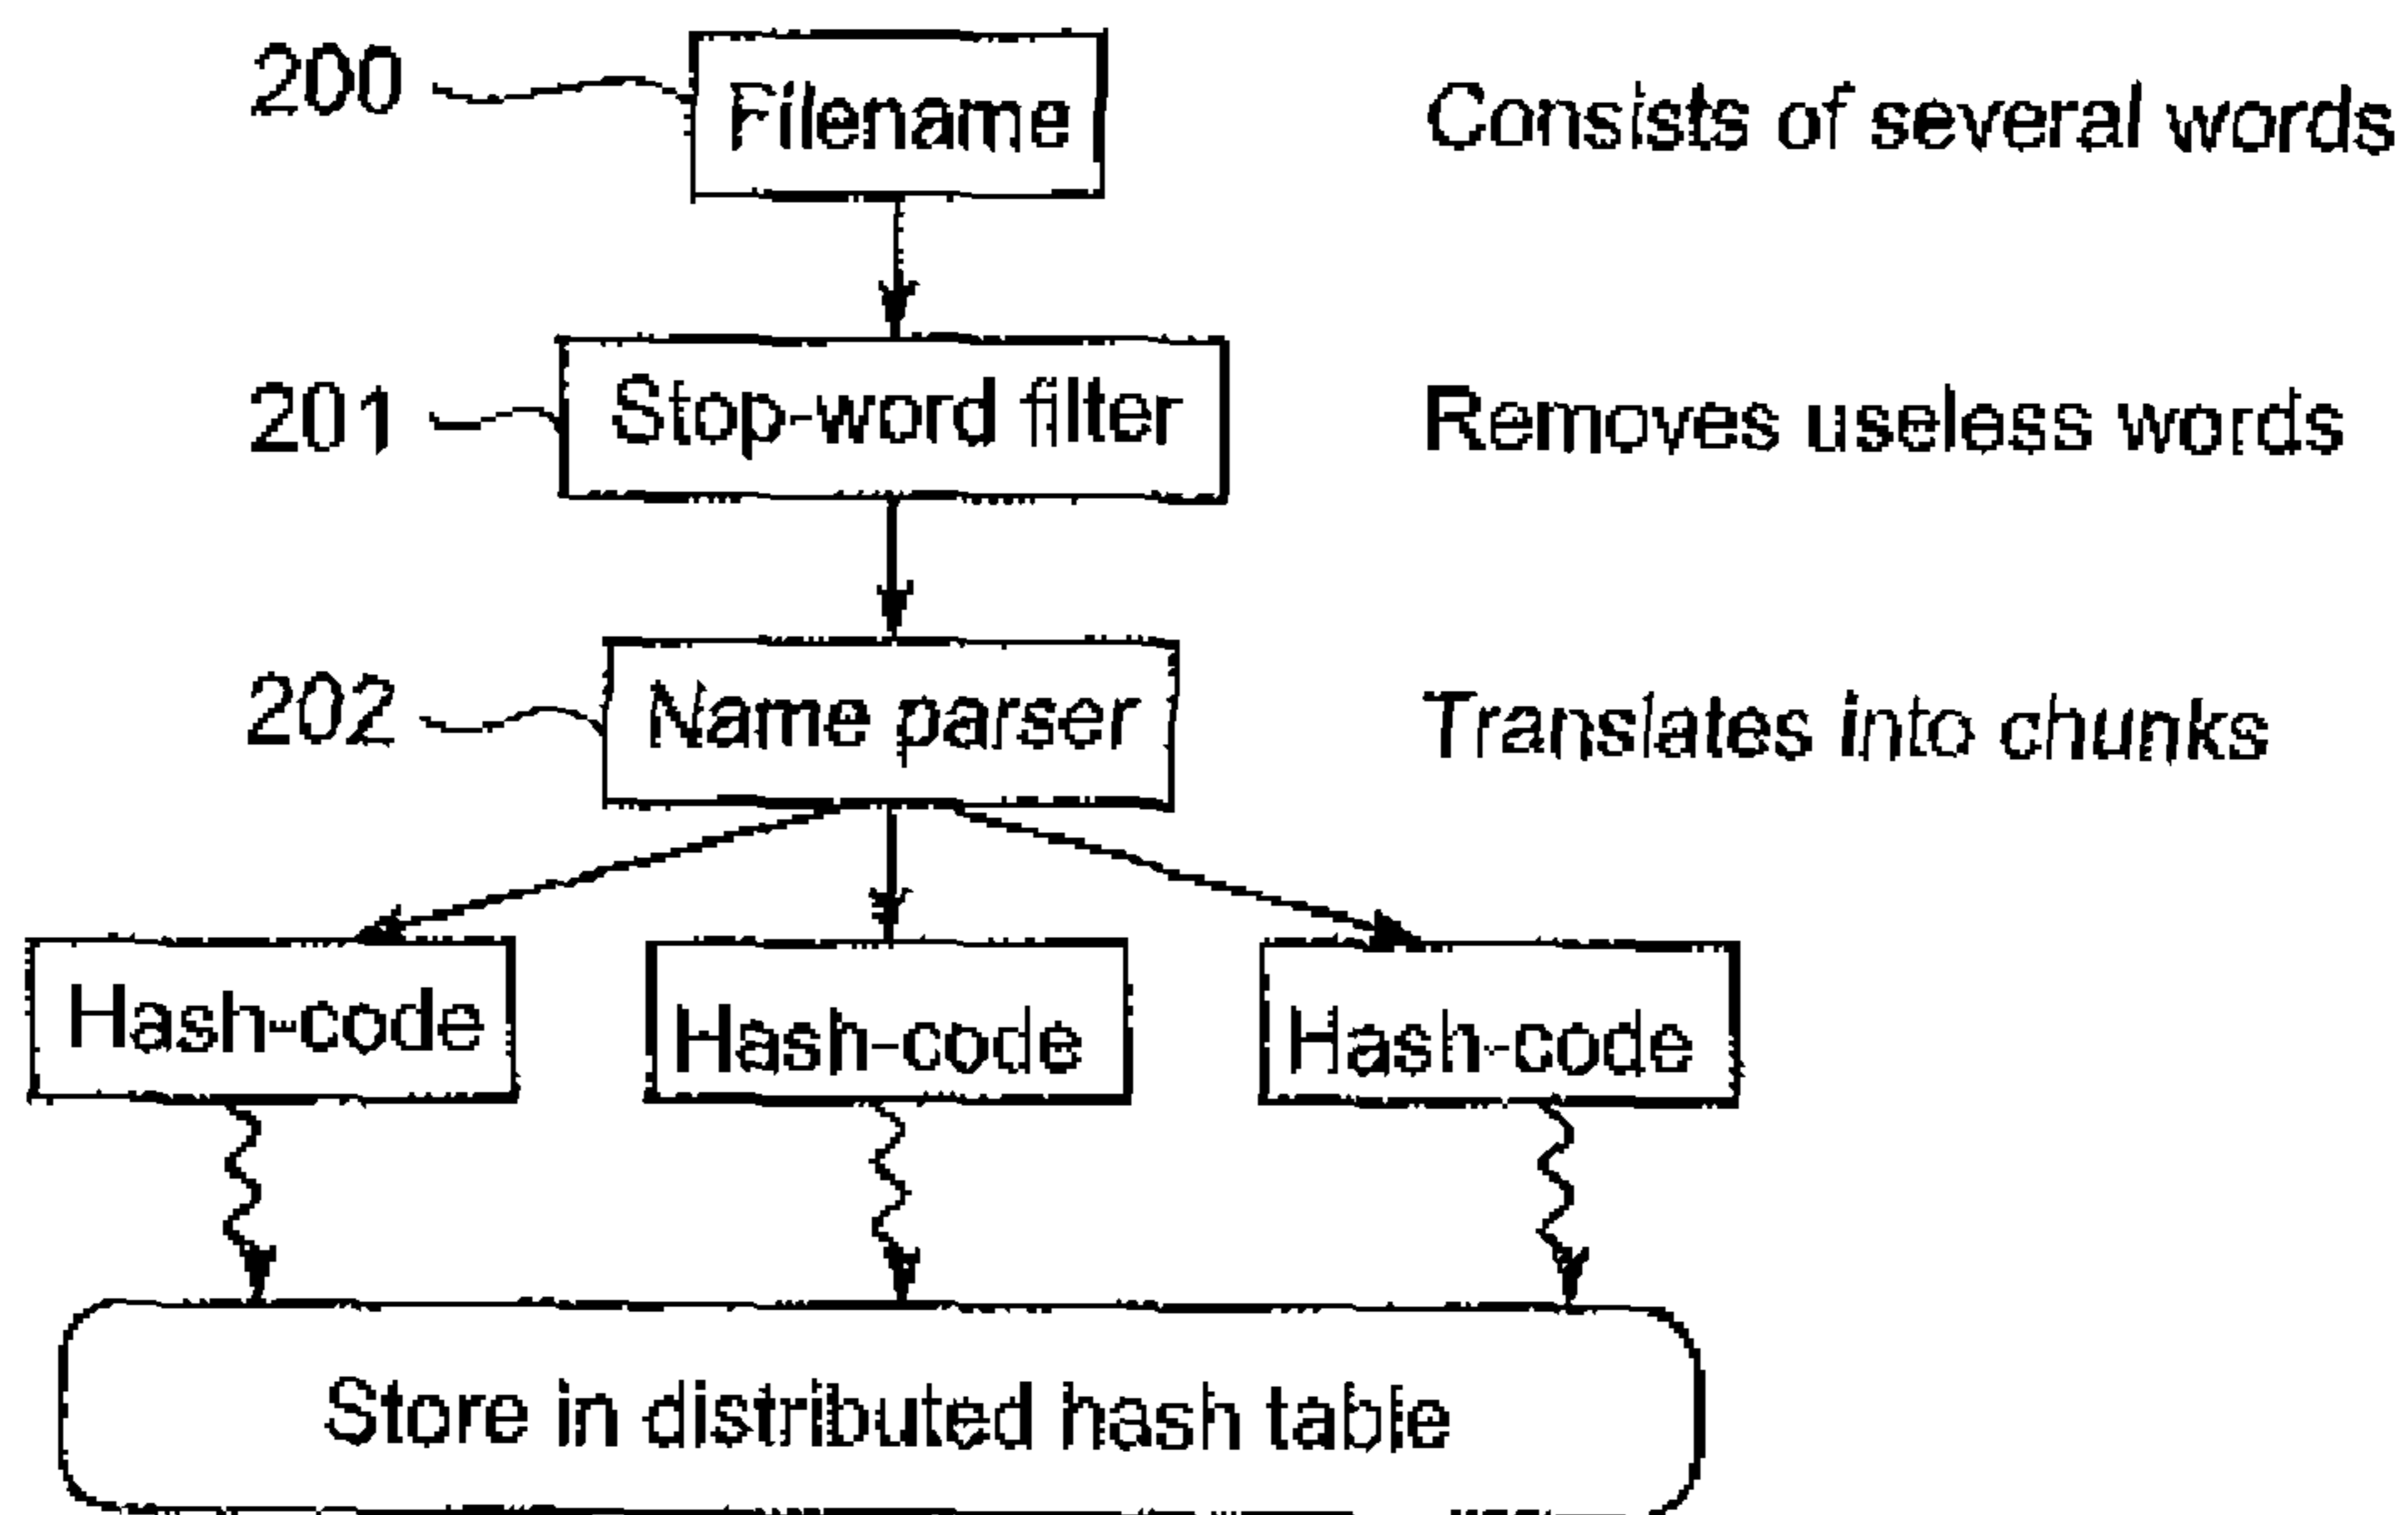 200 Filename Consists of several words
201 Stop-word filter Removes useless words
202 Name parser Translates into chunks
Hash-code Hash-code Hash-code
Store in distributed hash table